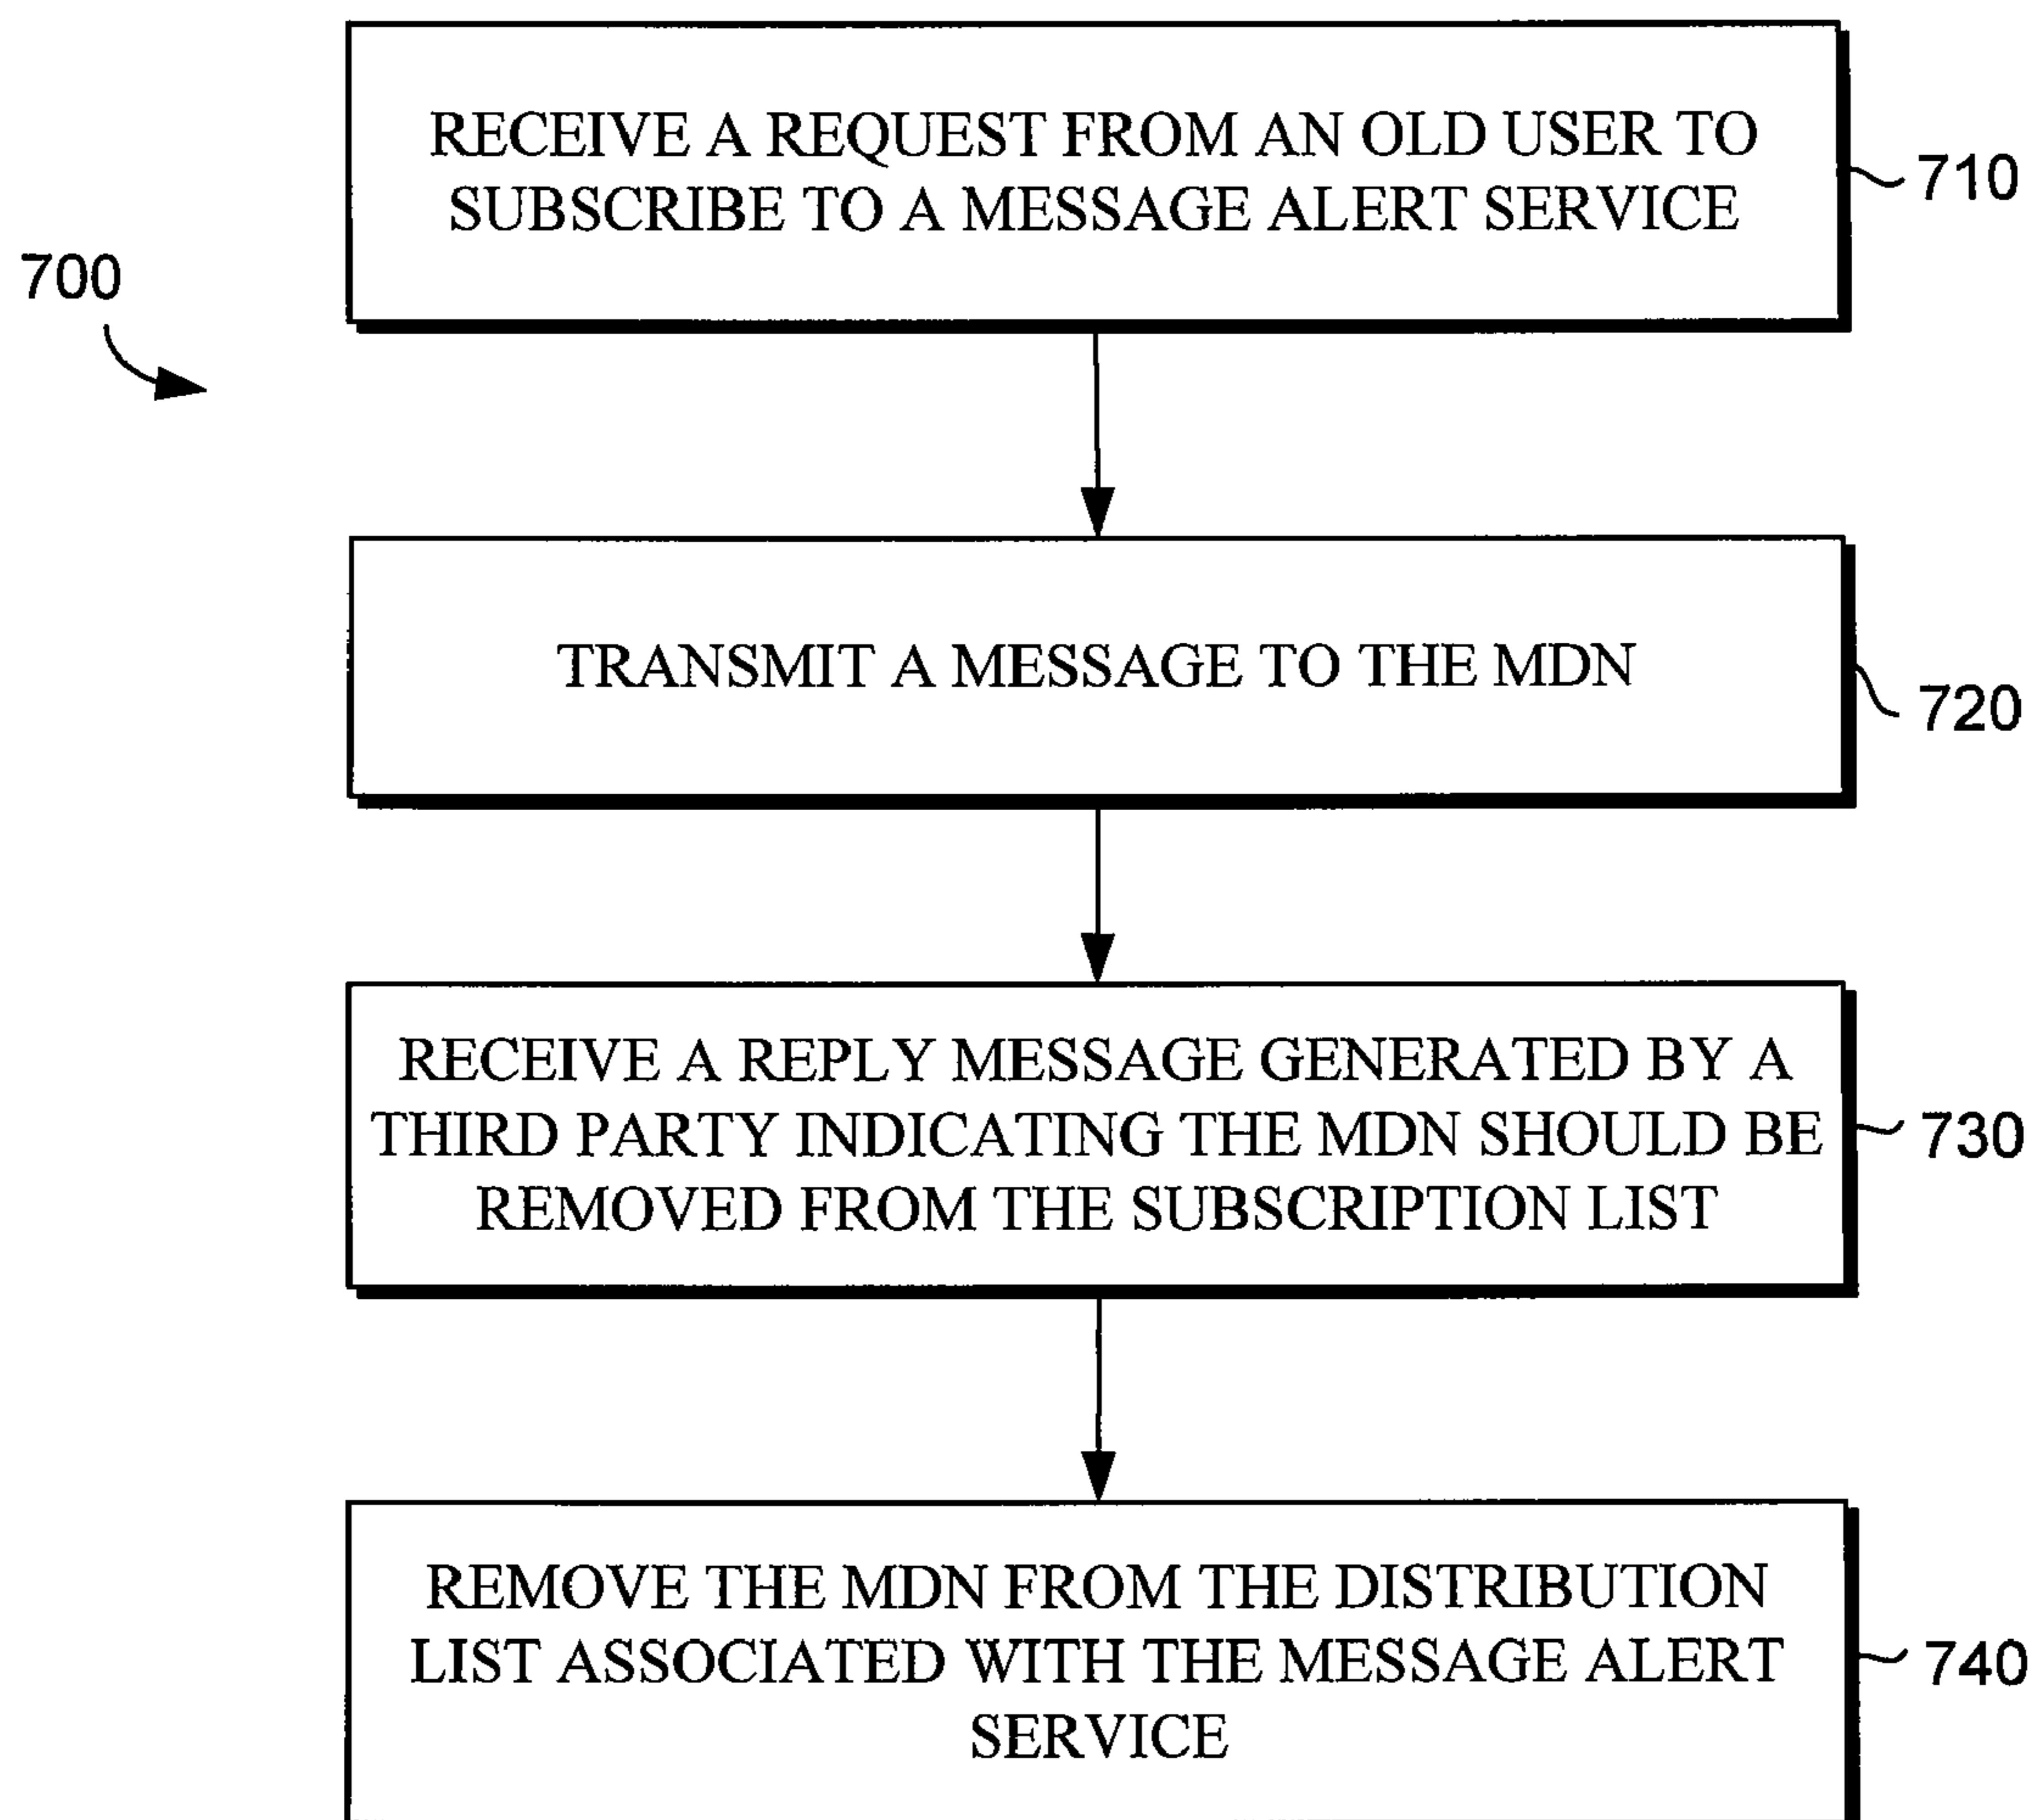 RECEIVE A REQUEST FROM AN OLD USER TO
SUBSCRIBE TO A MESSAGE ALERT SERVICE
710
700
TRANSMIT A MESSAGE TO THE MDN
720
RECEIVE A REPLY MESSAGE GENERATED BY A
THIRD PARTY INDICATING THE MDN SHOULD BE
REMOVED FROM THE SUBSCRIPTION LIST
730
REMOVE THE MDN FROM THE DISTRIBUTION
LIST ASSOCIATED WITH THE MESSAGE ALERT
SERVICE
740